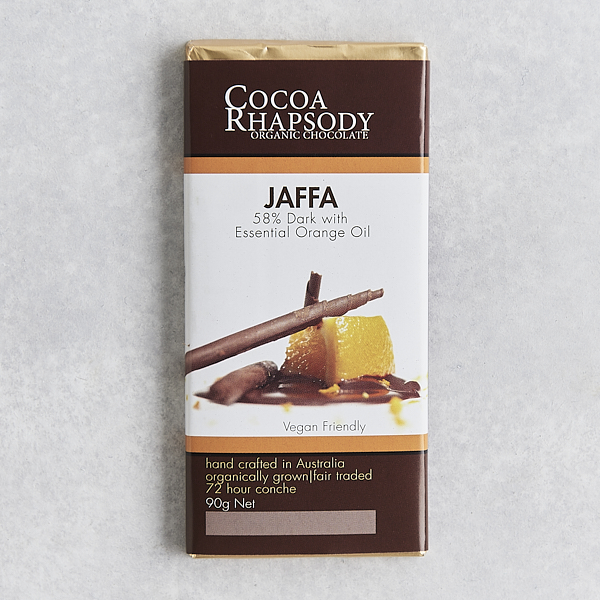 COCOA
RHAPSODY
ORGANIC CHOCOLATE
JAFFA
58% Dark with
Essential Orange Oil
Vegan Friendly
hand crafted in Australia
organically grown|fair traded
72 hour conche
90g Net